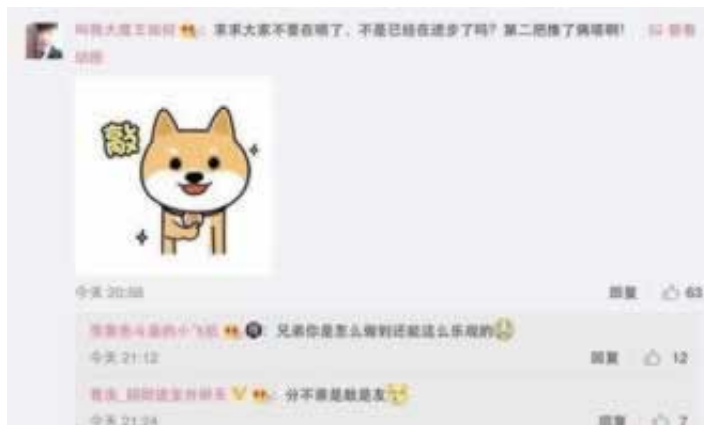 求求大家不要在喷了，不是已经在进步了吗？第二把推了俩塔啊！
敲
今天 20:58
回复 63
兄弟你是怎么做到还能这么乐观的
今天 21:12
回复 12
分不清是敌是友
今天 21:24
回复 7